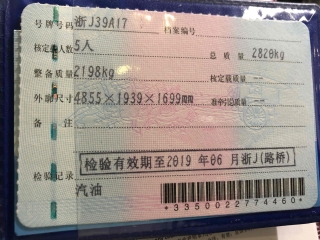 号牌号码 浙J39A17 档案编号
核定载人数 5人 总质量 2820kg
整备质量 2198kg 核定载质量 --
外廓尺寸 4855×1939×1699mm 准牵引总质量 --
备注
检验有效期至2019年06月浙J(路桥)
检验记录
汽油
*3350022774460*